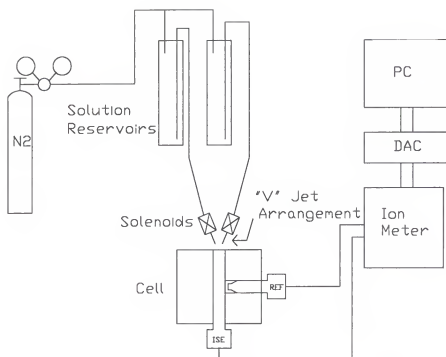 PC
Solution
Reservoirs
N2
DAC
"V" Jet
Arrangement
Solenoids
Ion
Meter
Cell
REF
ISE